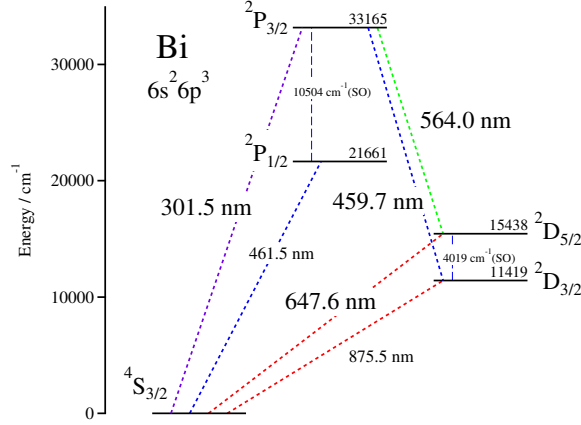 ²P₃/₂
33165
30000
Bi
6s²6p³
10504 cm⁻¹(SO)
564.0 nm
²P₁/₂
21661
20000
Energy / cm⁻¹
301.5 nm
459.7 nm
461.5 nm
15438
²D₅/₂
4019 cm⁻¹(SO)
11419
²D₃/₂
10000
647.6 nm
875.5 nm
⁴S₃/₂
0